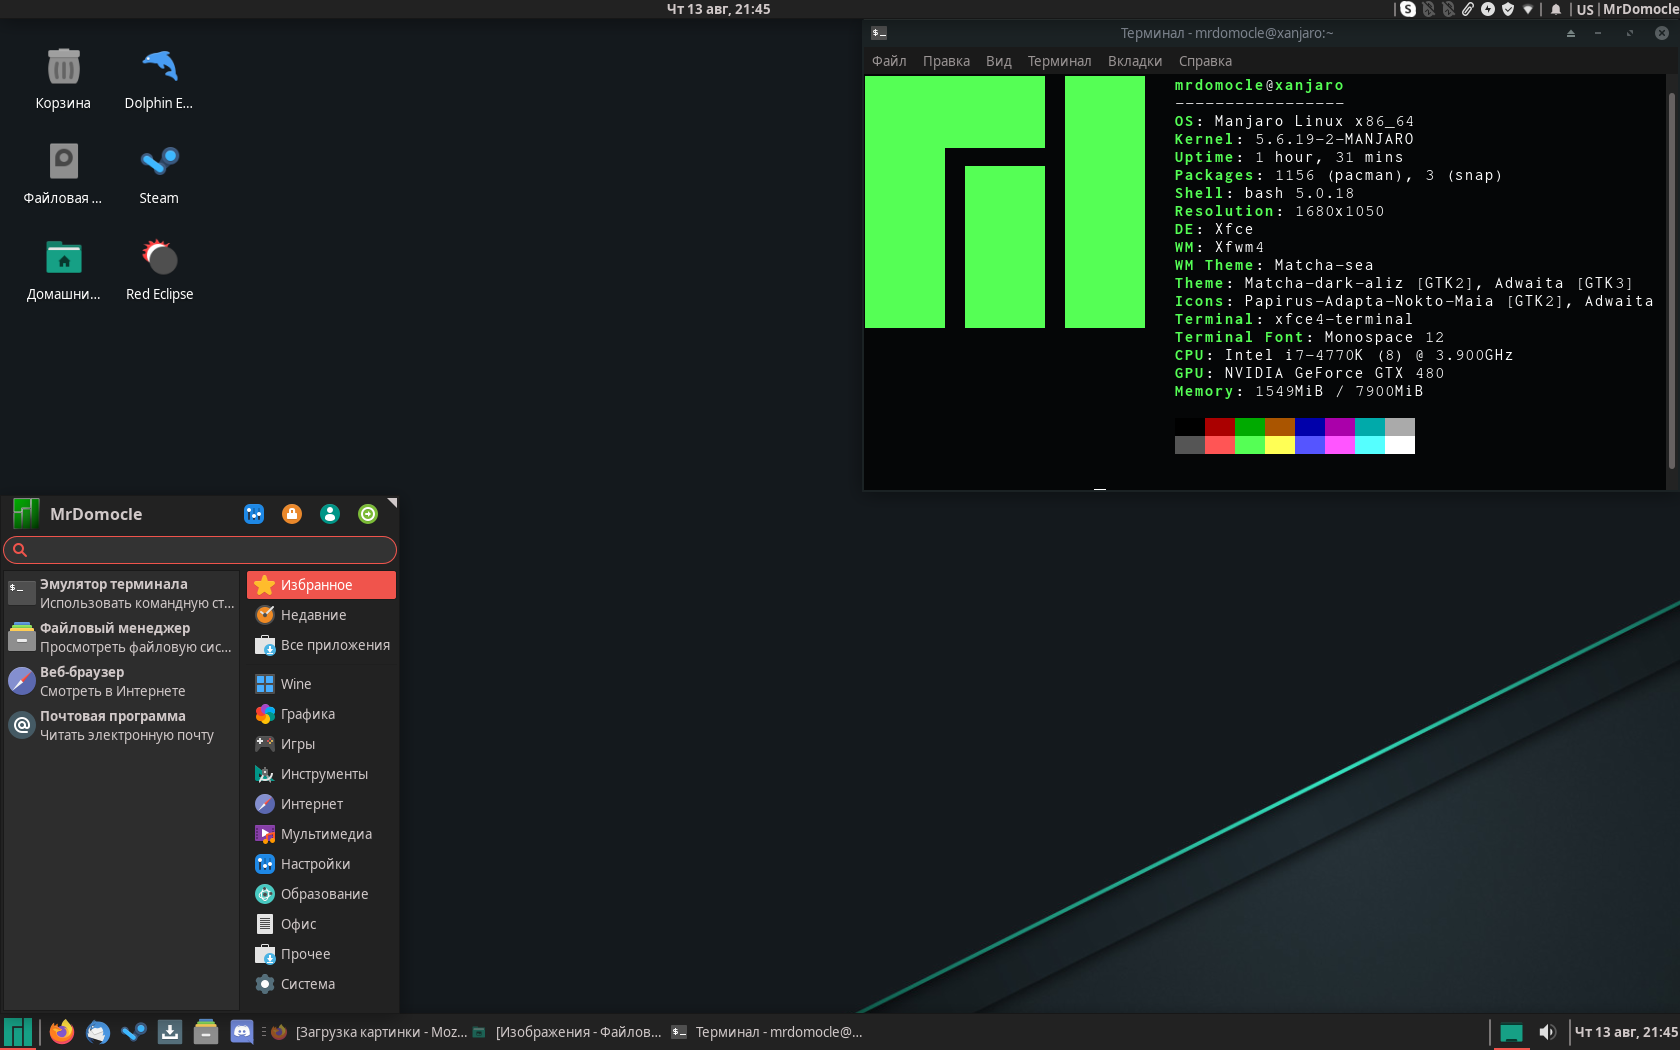 Чт 13 авг, 21:45
US
MrDomocle
Корзина
Dolphin E...
Файловая ...
Steam
Домашни...
Red Eclipse
Терминал - mrdomocle@xanjaro:~
Файл Правка Вид Терминал Вкладки Справка
mrdomocle@xanjaro
-----------------
OS: Manjaro Linux x86_64
Kernel: 5.6.19-2-MANJARO
Uptime: 1 hour, 31 mins
Packages: 1156 (pacman), 3 (snap)
Shell: bash 5.0.18
Resolution: 1680x1050
DE: Xfce
WM: Xfwm4
WM Theme: Matcha-sea
Theme: Matcha-dark-aliz [GTK2], Adwaita [GTK3]
Icons: Papirus-Adapta-Nokto-Maia [GTK2], Adwaita
Terminal: xfce4-terminal
Terminal Font: Monospace 12
CPU: Intel i7-4770K (8) @ 3.900GHz
GPU: NVIDIA GeForce GTX 480
Memory: 1549MiB / 7900MiB
MrDomocle
Эмулятор терминала
Использовать командную ст...
Файловый менеджер
Просмотреть файловую сис...
Веб-браузер
Смотреть в Интернете
Почтовая программа
Читать электронную почту
Избранное
Недавние
Все приложения
Wine
Графика
Игры
Инструменты
Интернет
Мультимедиа
Настройки
Образование
Офис
Прочее
Система
[Загрузка картинки - Moz...
[Изображения - Файлов...
Терминал - mrdomocle@...
Чт 13 авг, 21:45